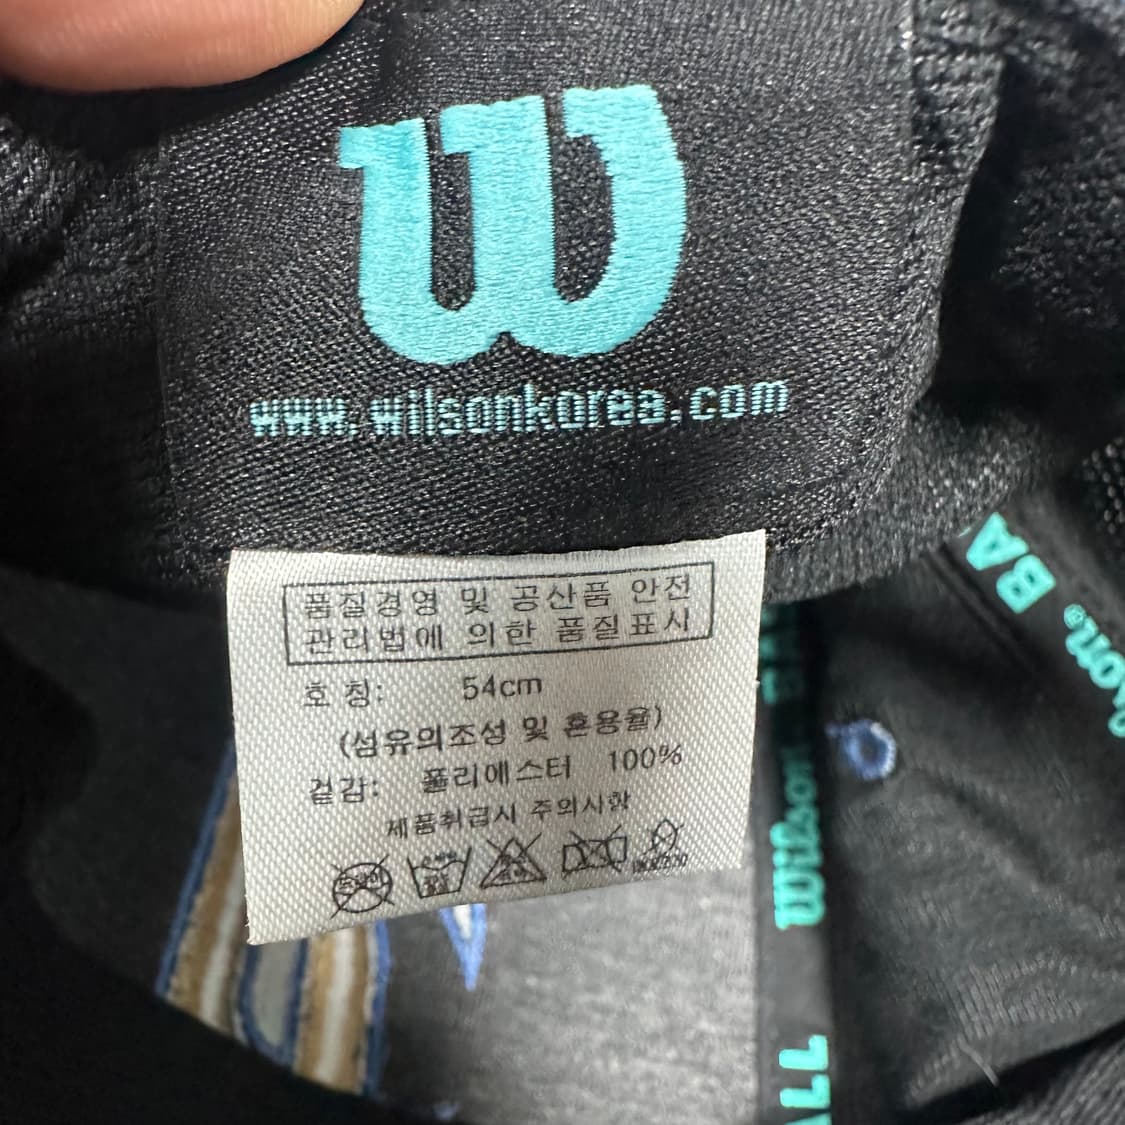 W
www.wilsonkorea.com
품질경영 및 공산품 안전
관리법에 의한 품질표시
호 칭: 54cm
(섬유의조성 및 혼용율)
겉감: 폴리에스터 100%
제품취급시 주의사항
Wilson
BA